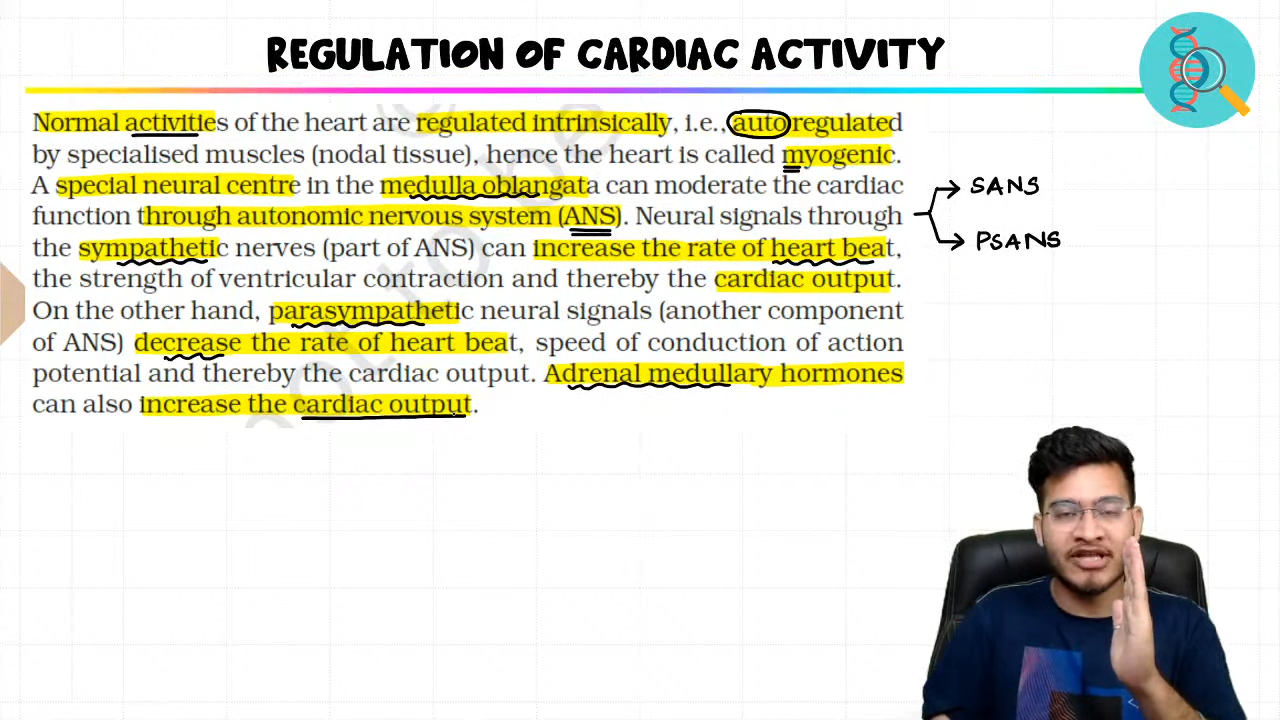 REGULATION OF CARDIAC ACTIVITY
Normal activities of the heart are regulated intrinsically, i.e., auto regulated
by specialised muscles (nodal tissue), hence the heart is called myogenic.
A special neural centre in the medulla oblangata can moderate the cardiac
function through autonomic nervous system (ANS). Neural signals through
the sympathetic nerves (part of ANS) can increase the rate of heart beat,
the strength of ventricular contraction and thereby the cardiac output.
On the other hand, parasympathetic neural signals (another component
of ANS) decrease the rate of heart beat, speed of conduction of action
potential and thereby the cardiac output. Adrenal medullary hormones
can also increase the cardiac output.
SANS
PSANS
not to be